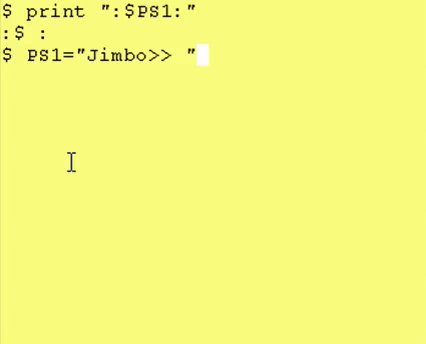 $ print ":$PS1:"
:$ :
$ PS1="Jimbo>> "